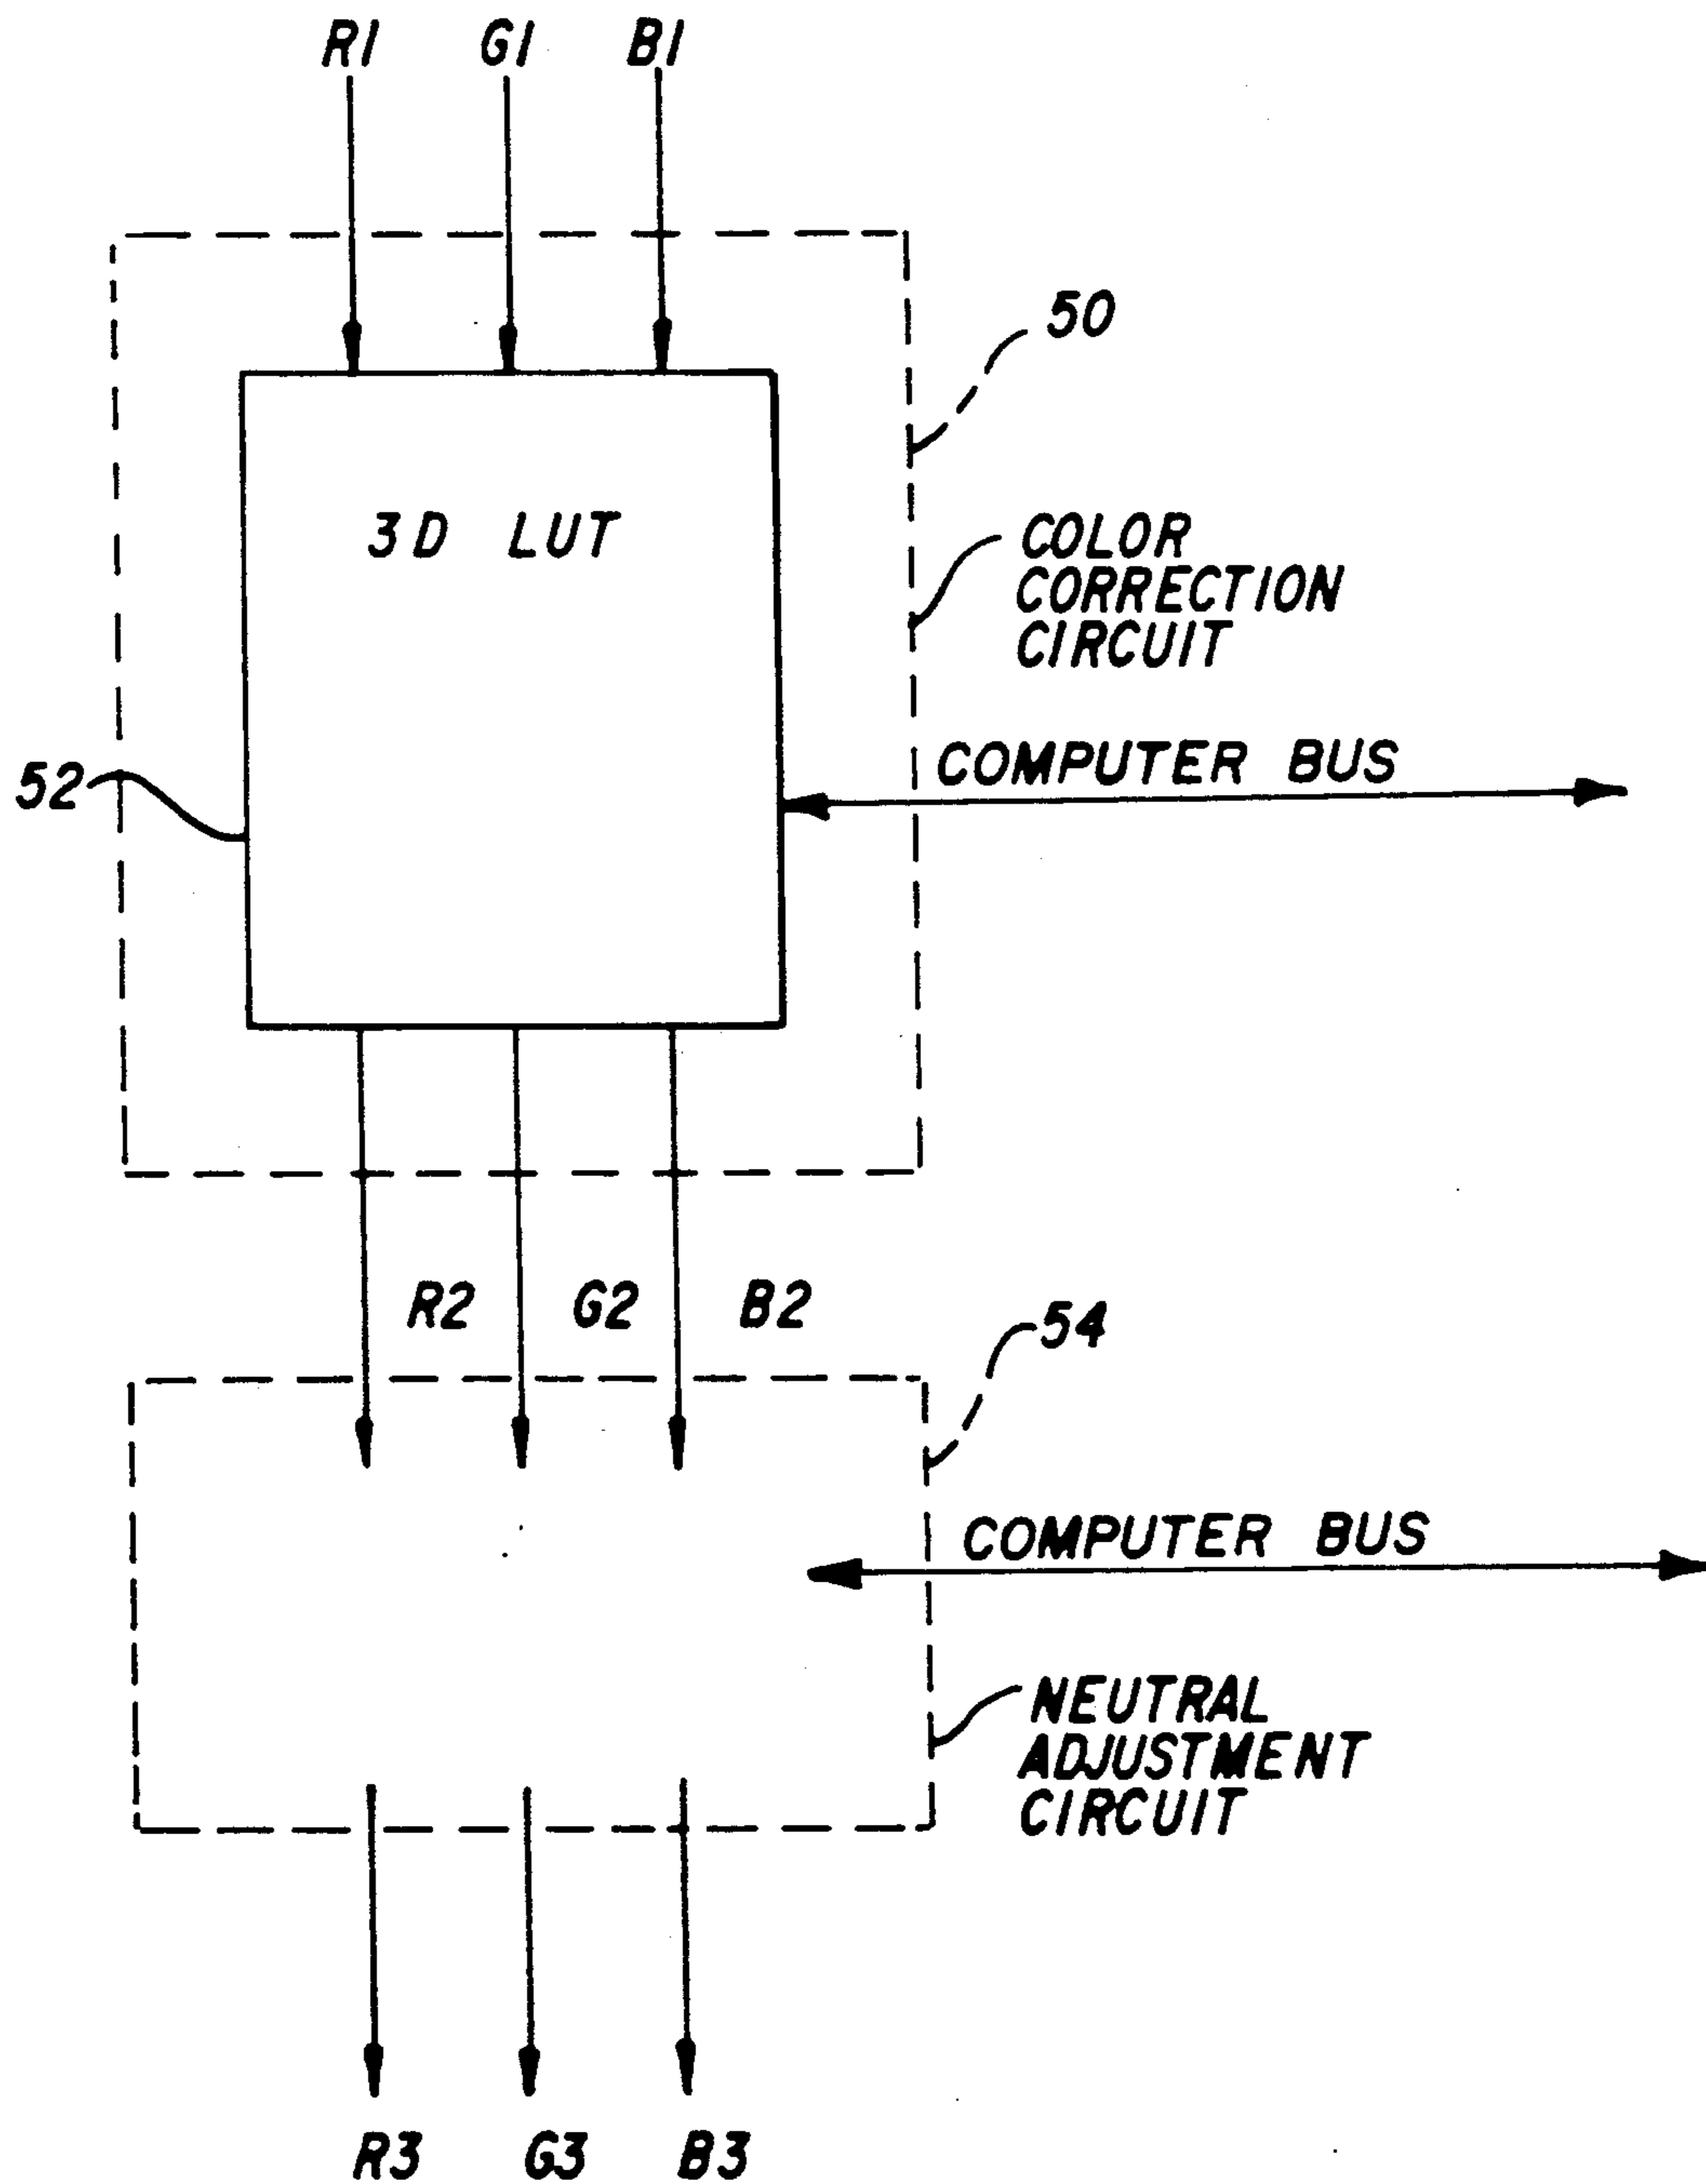 R1 G1 B1
50
3D LUT
COLOR
CORRECTION
CIRCUIT
COMPUTER BUS
52
R2 G2 B2
54
COMPUTER BUS
NEUTRAL
ADJUSTMENT
CIRCUIT
R3 G3 B3